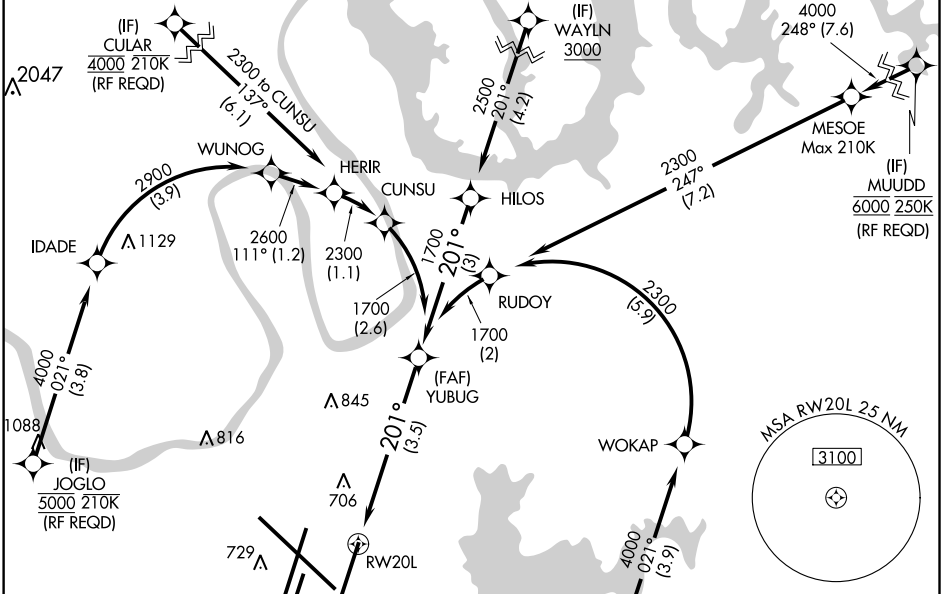 (IF)
CULAR
4000 210K
(RF REQD)
2047
2300 to CUNSU
137°
(6.1)
(IF)
WAYLN
3000
2500
201°
(4.2)
4000
248° (7.6)
MESOE
Max 210K
(IF)
MUUDD
6000 250K
(RF REQD)
2300
247°
(7.2)
WUNOG
HERIR
CUNSU
HILOS
2900
(3.9)
2600
111° (1.2)
2300
(1.1)
1700
201°
(3)
IDADE
1129
1700
(2.6)
RUDOY
1700
(2)
2300
(5.9)
4000
021°
(3.8)
(FAF)
YUBUG
845
201°
(3.5)
1088
816
(IF)
JOGLO
5000 210K
(RF REQD)
706
729
RW20L
WOKAP
4000
021°
(3.9)
MSA RW20L 25 NM
3100